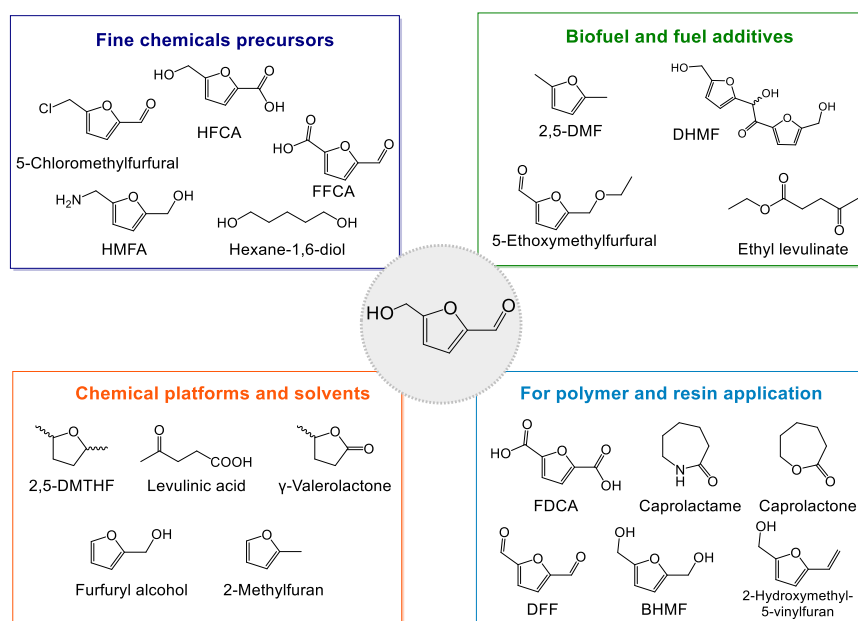 Fine chemicals precursors
HO
O
O
OH
HFCA
Cl
O
O
5-Chloromethylfurfural
O
HO
O
O
FFCA
H₂N
O
OH
HMFA
HO
OH
Hexane-1,6-diol
Biofuel and fuel additives
O
2,5-DMF
HO
O
OH
O
O
OH
DHMF
O
O
O
5-Ethoxymethylfurfural
O
O
O
Ethyl levulinate
HO
O
O
Chemical platforms and solvents
O
2,5-DMTHF
O
COOH
Levulinic acid
O
O
γ-Valerolactone
O
OH
Furfuryl alcohol
O
2-Methylfuran
For polymer and resin application
O
HO
O
O
OH
FDCA
N
H
O
Caprolactame
O
O
Caprolactone
O
O
O
DFF
HO
O
OH
BHMF
HO
O
2-Hydroxymethyl-
5-vinylfuran